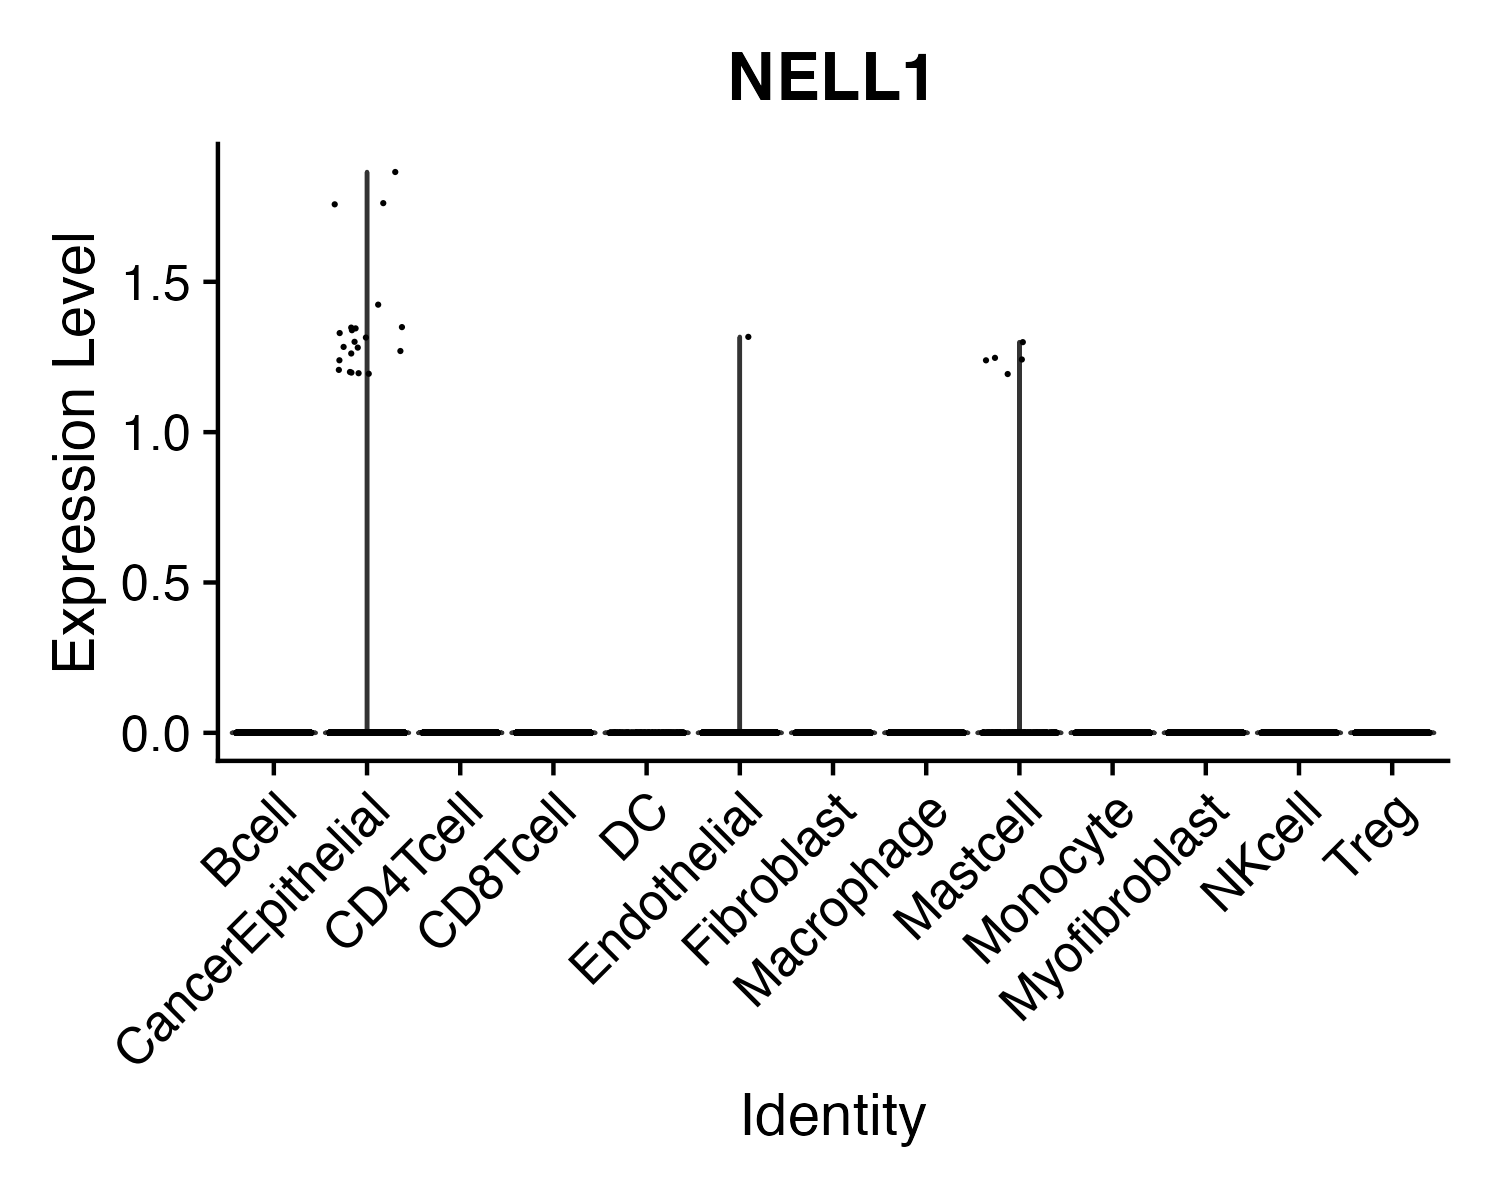 NELL1
Expression Level
1.5
1.0
0.5
0.0
Bcell
CancerEpithelial
CD4Tcell
CD8Tcell
DC
Endothelial
Fibroblast
Macrophage
Mastcell
Monocyte
Myofibroblast
NKcell
Treg
Identity